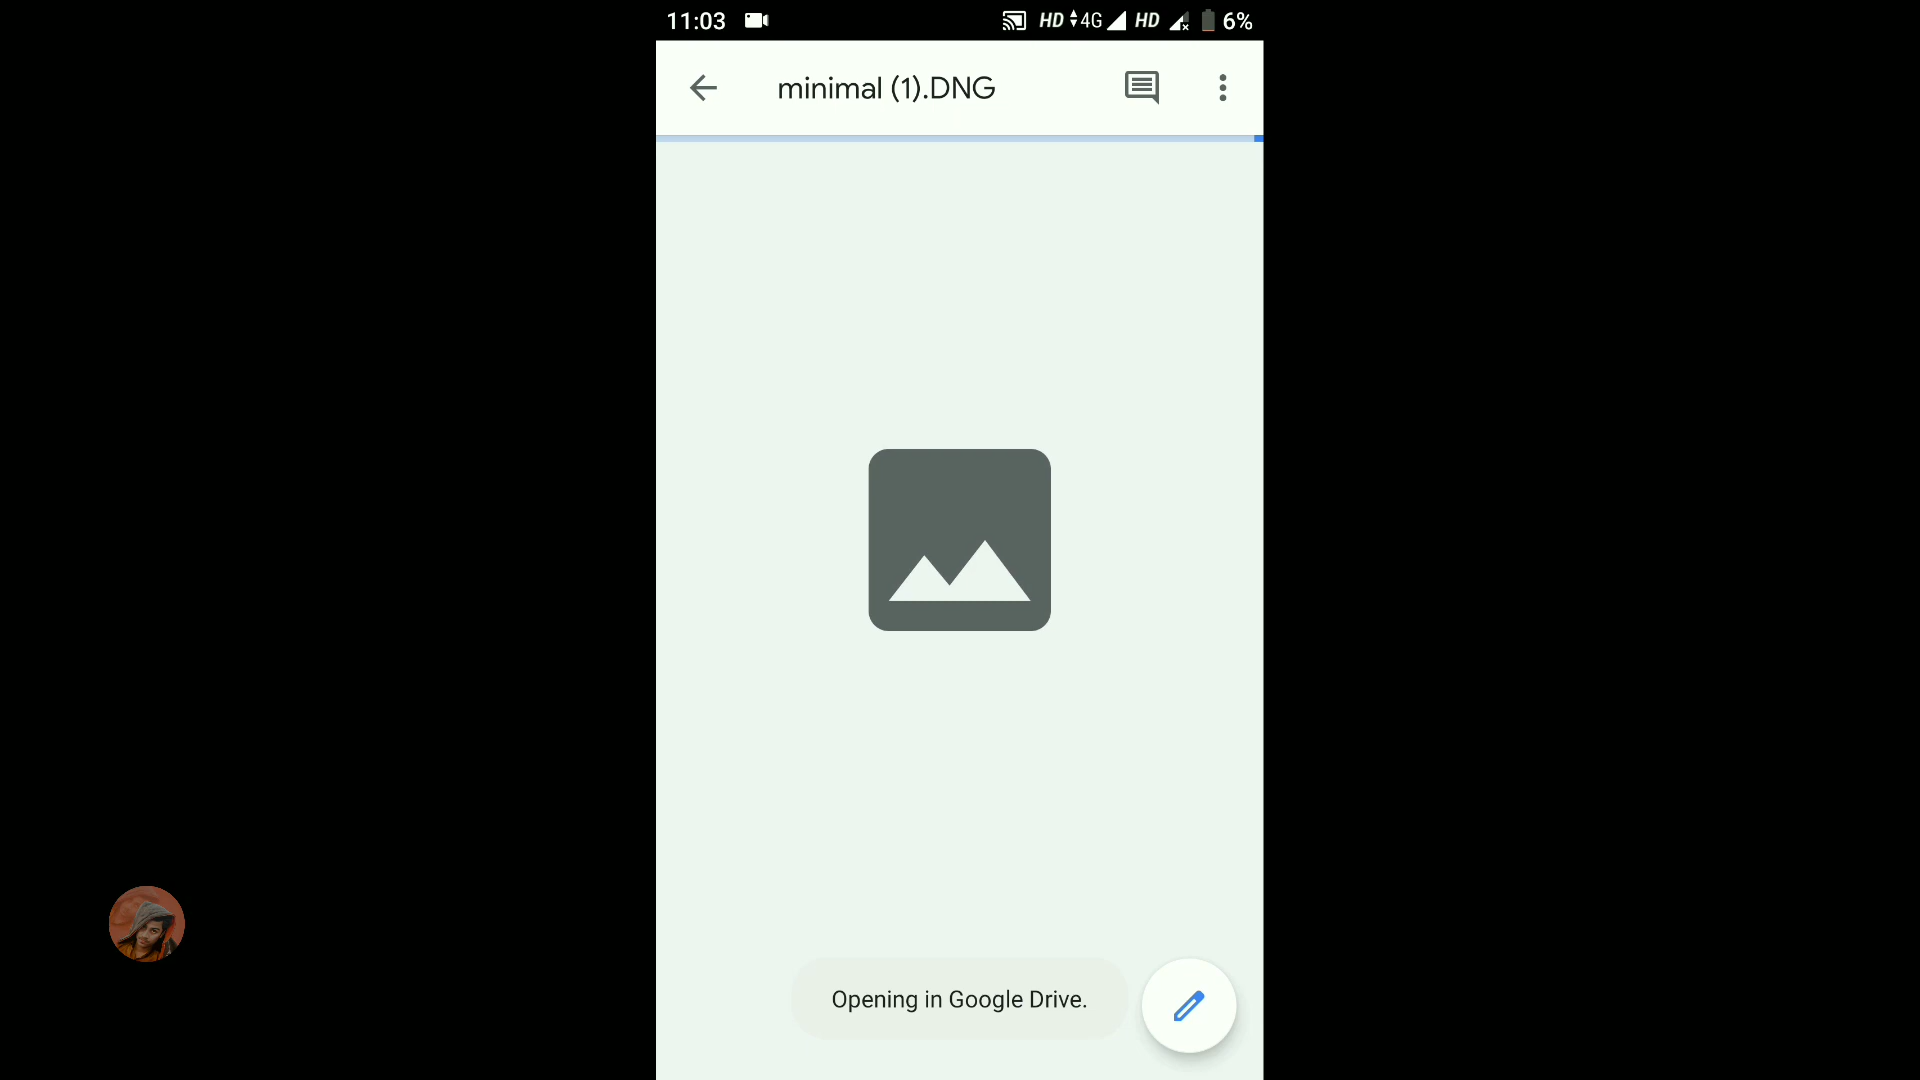 11:03 HD 4G HD 6%
minimal (1).DNG
Opening in Google Drive.